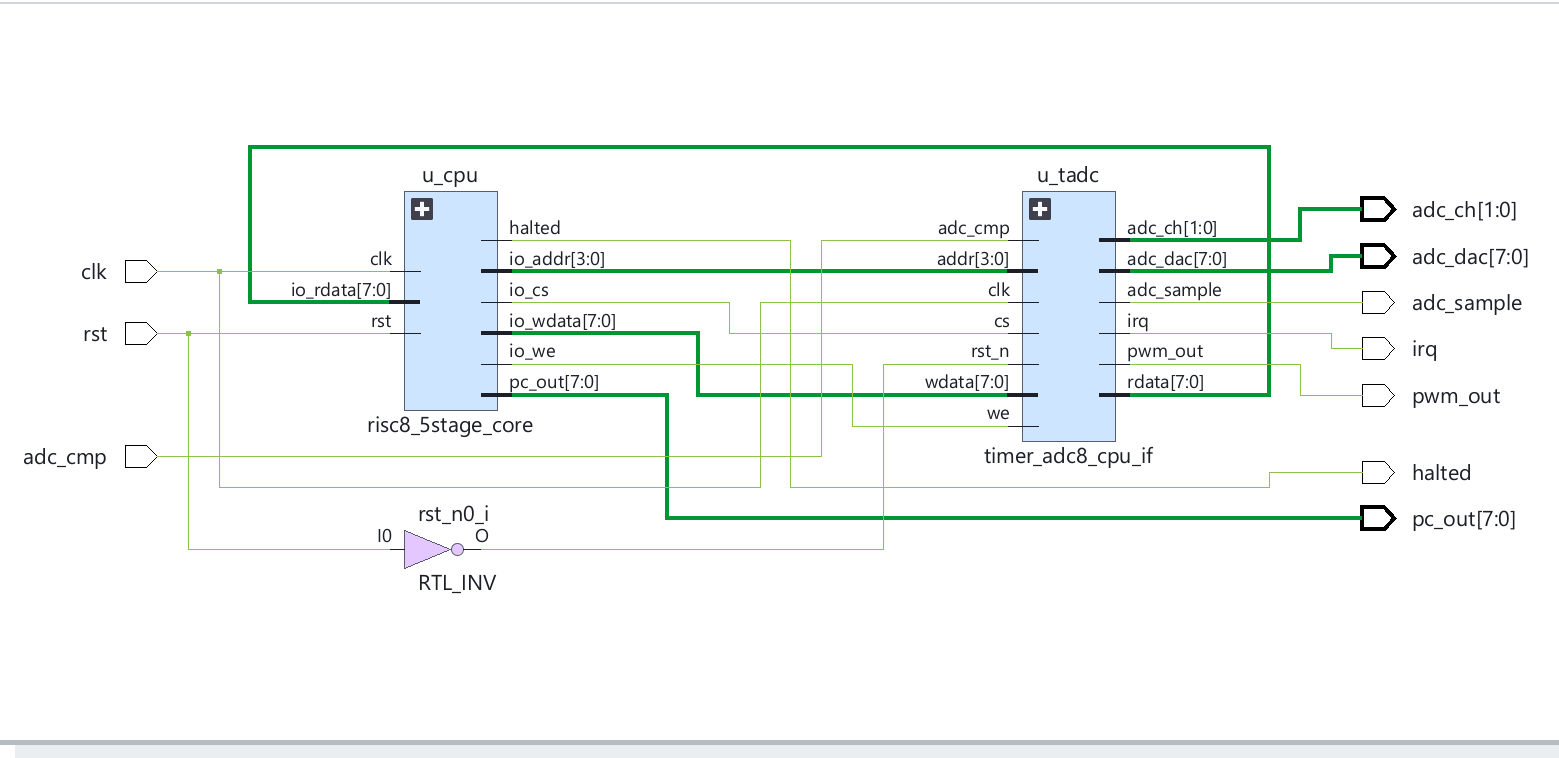 u_cpu
u_tadc
halted
adc_cmp
adc_ch[1:0]
adc_ch[1:0]
clk
clk
io_addr[3:0]
addr[3:0]
adc_dac[7:0]
adc_dac[7:0]
io_rdata[7:0]
io_cs
clk
adc_sample
adc_sample
rst
rst
io_wdata[7:0]
cs
irq
irq
io_we
rst_n
pwm_out
pwm_out
pc_out[7:0]
wdata[7:0]
rdata[7:0]
we
risc8_5stage_core
timer_adc8_cpu_if
adc_cmp
halted
rst_n0_i
pc_out[7:0]
I0
O
RTL_INV